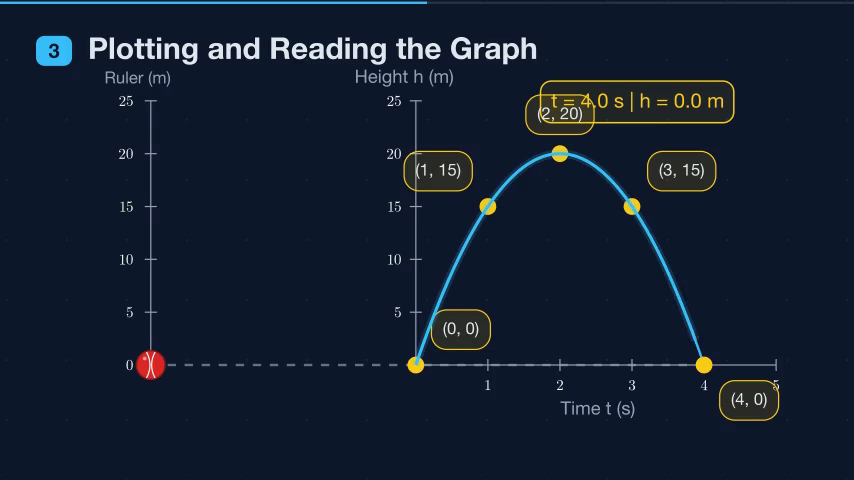 3 Plotting and Reading the Graph
Ruler (m)
25
20
15
10
5
0
Height h (m)
25
20
15
10
5
t = 4.0 s | h = 0.0 m
(2, 20)
(1, 15)
(3, 15)
(0, 0)
(4, 0)
1 2 3 4 5
Time t (s)